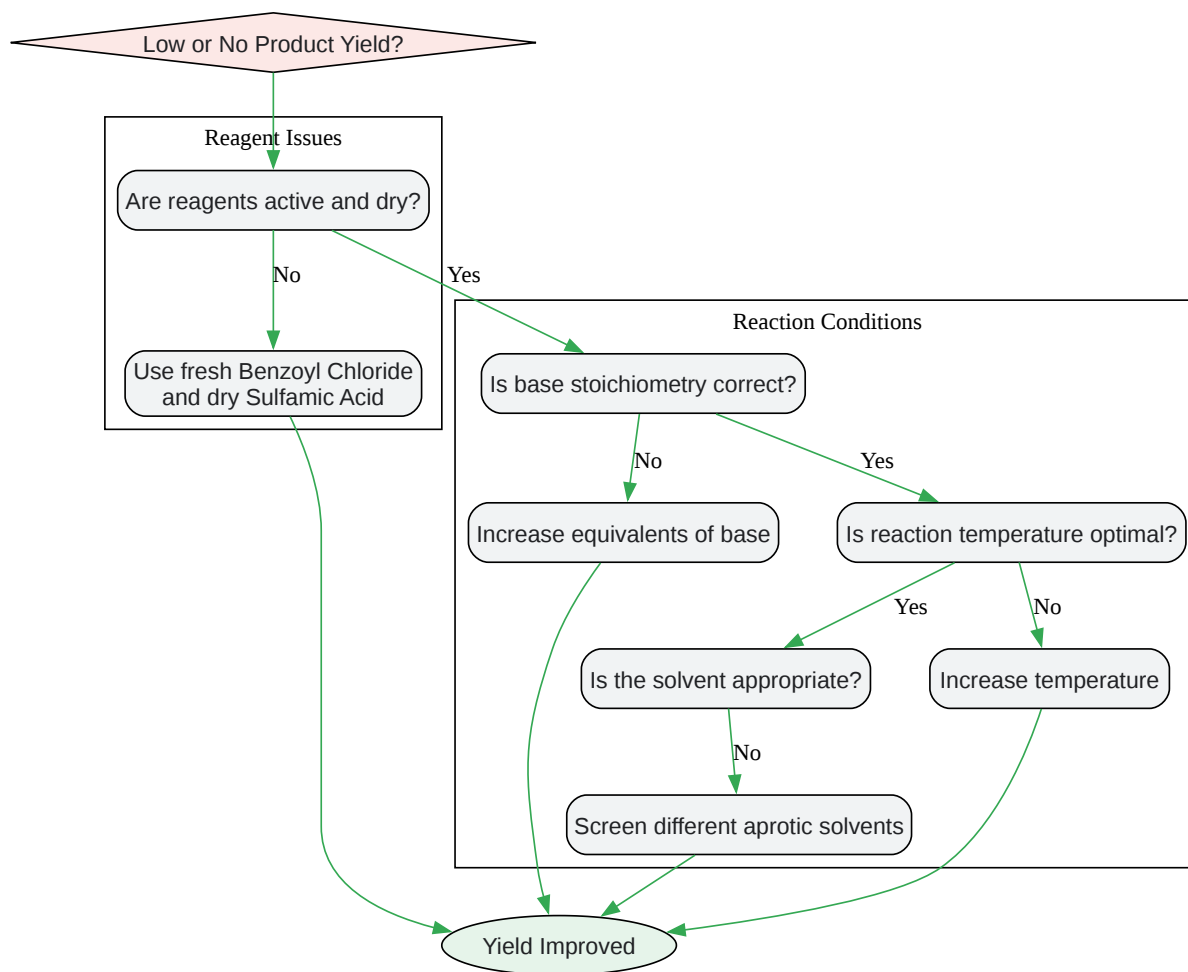 Low or No Product Yield?
Reagent Issues
Are reagents active and dry?
No
Yes
Use fresh Benzoyl Chloride
and dry Sulfamic Acid
Reaction Conditions
Is base stoichiometry correct?
No
Yes
Increase equivalents of base
Is reaction temperature optimal?
Yes
No
Is the solvent appropriate?
Increase temperature
No
Screen different aprotic solvents
Yield Improved